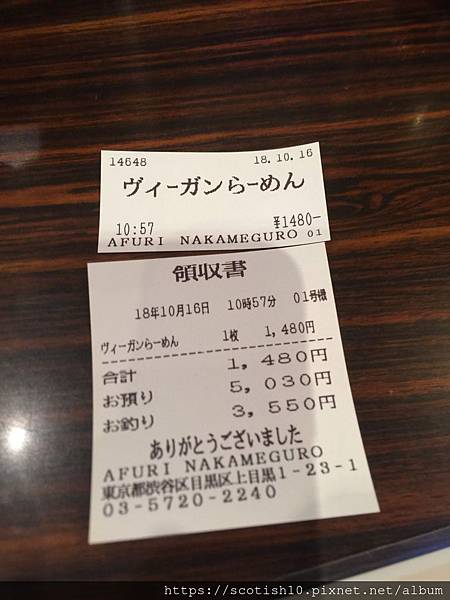 14648 18.10.16
ヴィーガンらーめん
10:57 ¥1480-
AFURI NAKAMEGURO 01
領収書
18年10月16日 10時57分 01号機
ヴィーガンらーめん 1枚 1,480円
合計 1,480円
お預り 5,030円
お釣り 3,550円
ありがとうございました
AFURI NAKAMEGURO
東京都渋谷区目黒区上目黒1-23-1
03-5720-2240
https://scotish10.pixnet.net/album